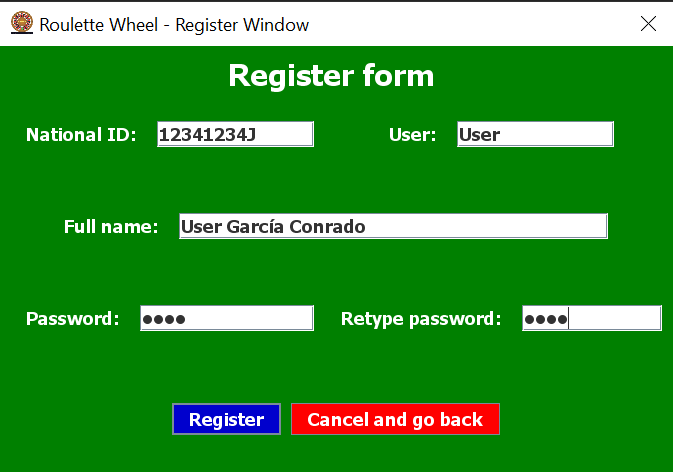 Roulette Wheel - Register Window
Register form
National ID: 12341234J User: User
Full name: User García Conrado
Password: ●●●● Retype password: ●●●●
Register Cancel and go back